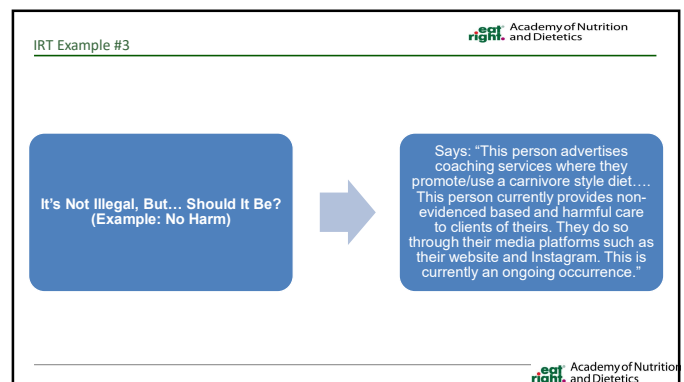 IRT Example #3
eat right. Academy of Nutrition
and Dietetics
It's Not Illegal, But… Should It Be?
(Example: No Harm)
Says: “This person advertises
coaching services where they
promote/use a carnivore style diet….
This person currently provides non-
evidenced based and harmful care
to clients of theirs. They do so
through their media platforms such as
their website and Instagram. This is
currently an ongoing occurrence.”
eat right. Academy of Nutrition
and Dietetics